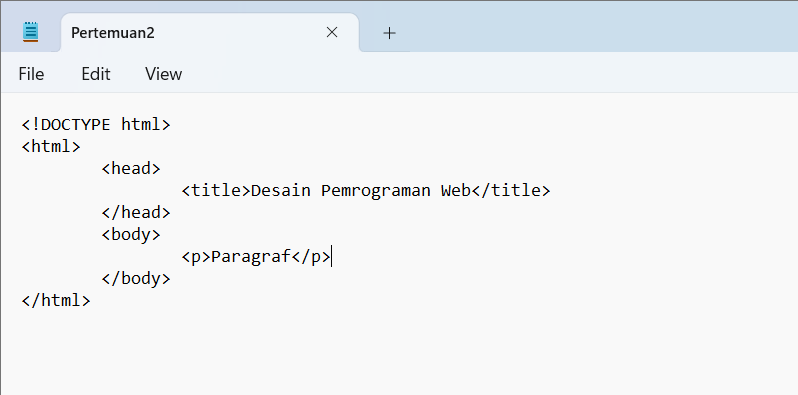 Pertemuan2
File Edit View
<!DOCTYPE html>
<html>
<head>
<title>Desain Pemrograman Web</title>
</head>
<body>
<p>Paragraf</p>
</body>
</html>